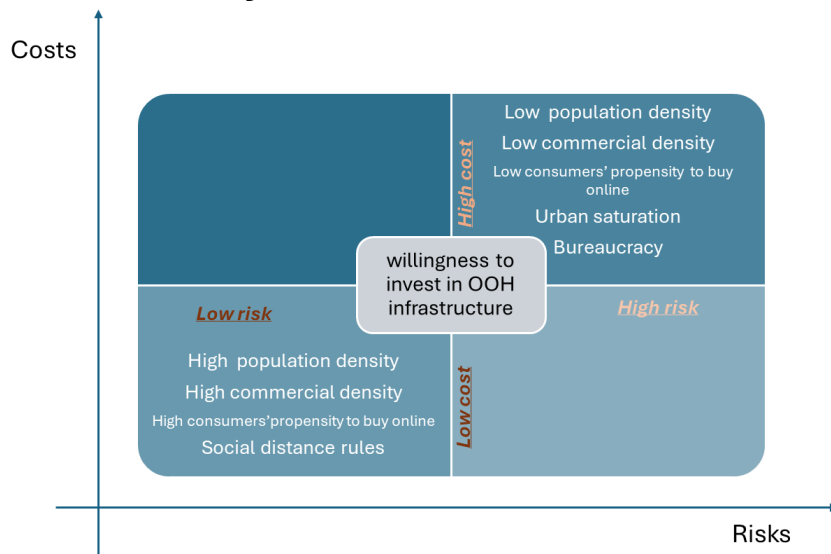 Costs
Low population density
Low commercial density
Low consumers' propensity to buy
online
Urban saturation
Bureaucracy
High cost
willingness to
invest in OOH
infrastructure
Low risk
High risk
High population density
High commercial density
High consumers'propensity to buy online
Social distance rules
Low cost
Risks